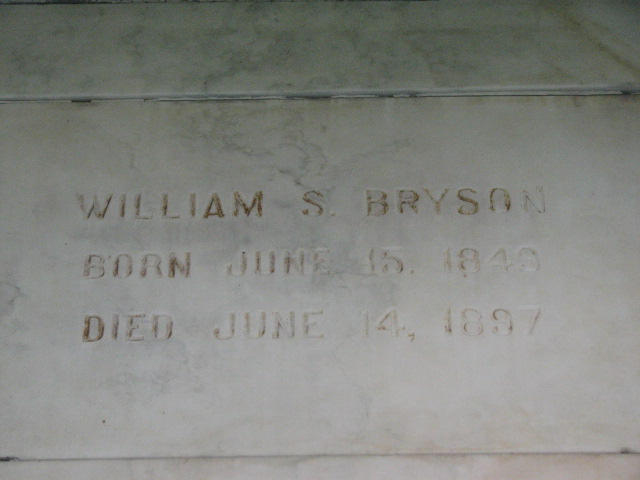 WILLIAM S. BRYSON
BORN JUNE 15, 1849
DIED JUNE 14, 1897